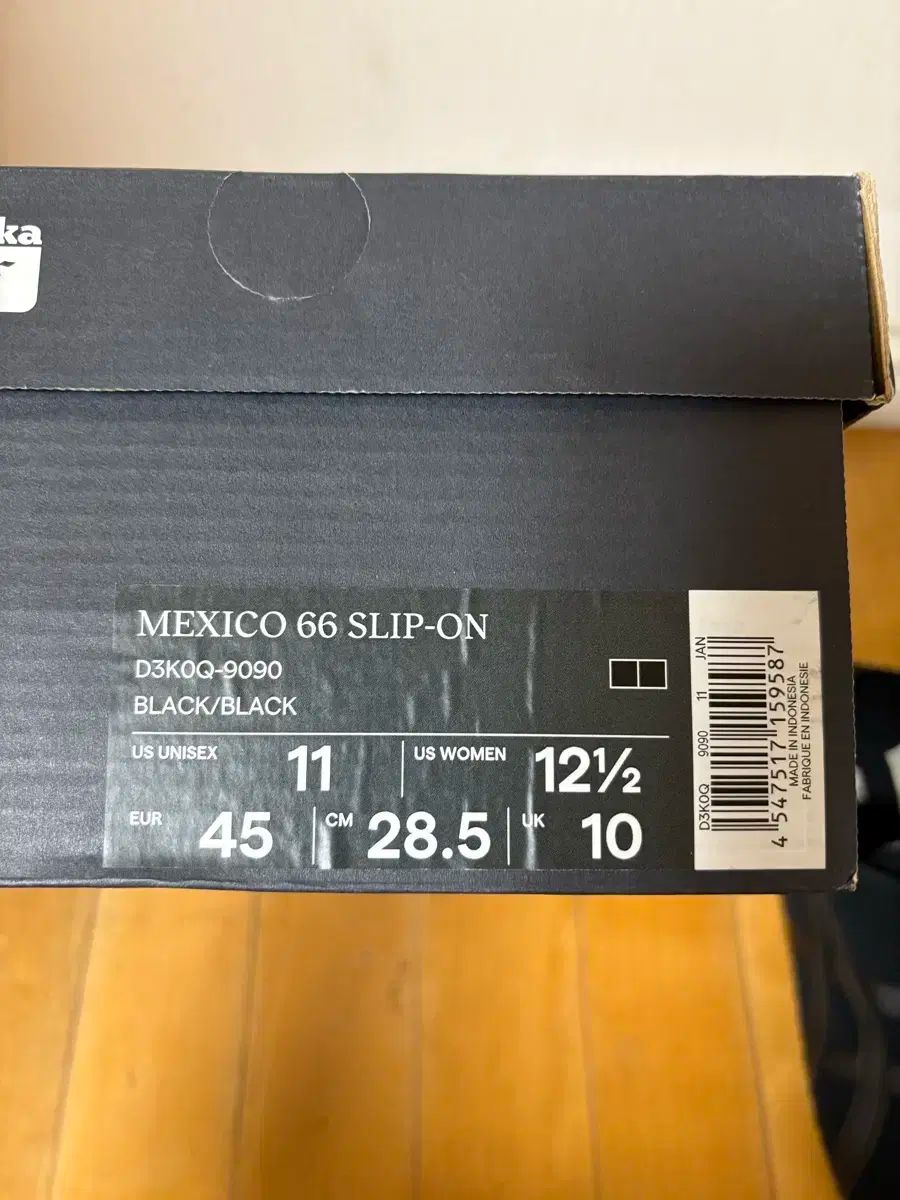 ka
MEXICO 66 SLIP-ON
D3K0Q-9090
BLACK/BLACK
US UNISEX 11 US WOMEN 12½
EUR 45 CM 28.5 UK 10
D3K0Q 9090 11 JAN
4 547517 159587
MADE IN INDONESIA
FABRIQUE EN INDONESIE